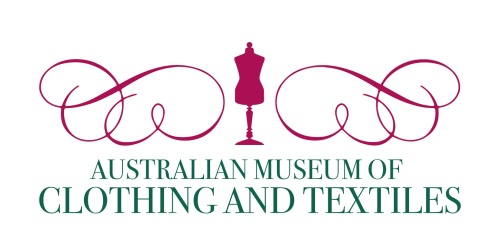 AUSTRALIAN MUSEUM OF
CLOTHING AND TEXTILES